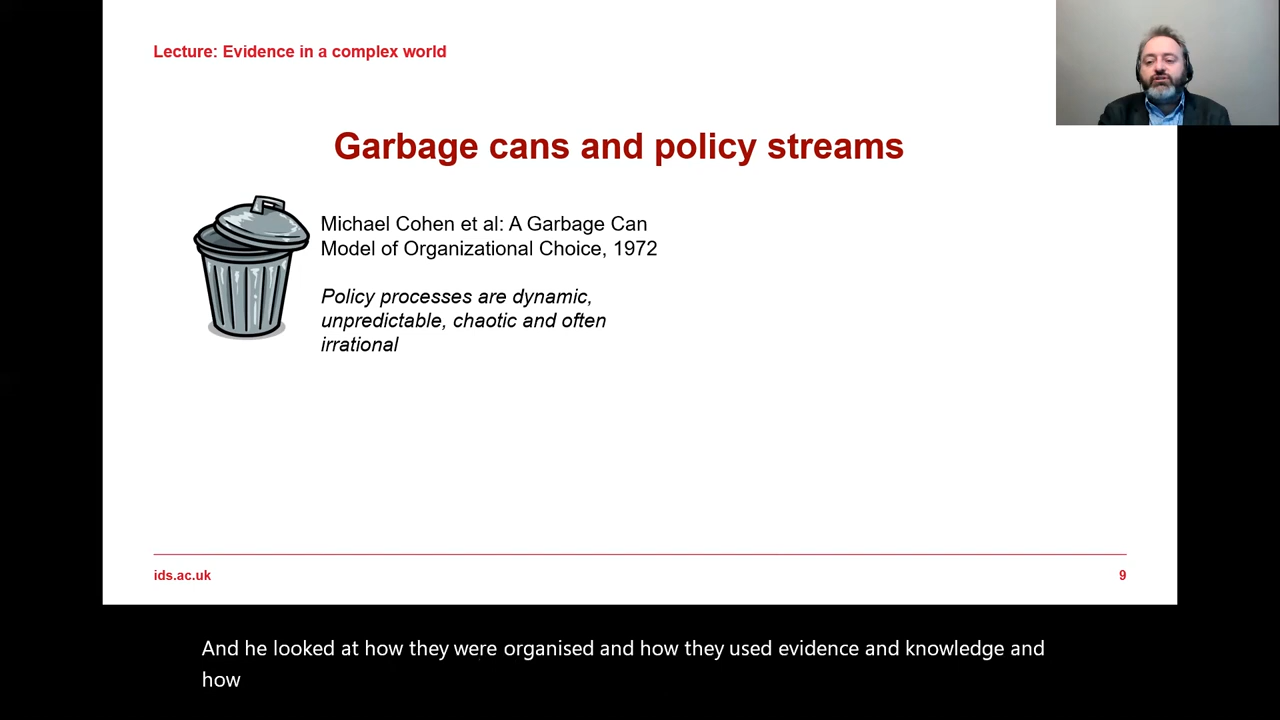 Lecture: Evidence in a complex world
Garbage cans and policy streams
Michael Cohen et al: A Garbage Can
Model of Organizational Choice, 1972
Policy processes are dynamic,
unpredictable, chaotic and often
irrational
ids.ac.uk
9
And he looked at how they were organised and how they used evidence and knowledge and
how